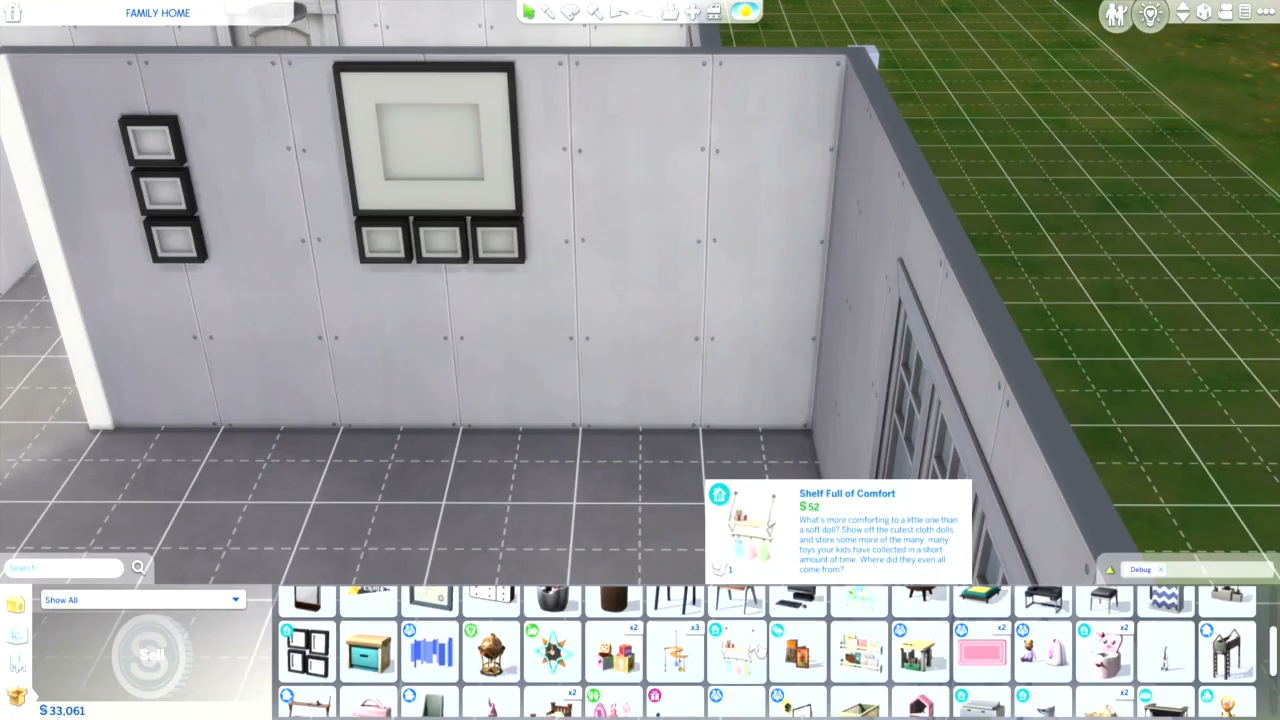 FAMILY HOME
Shelf Full of Comfort
§52
What's more comforting to a little one than
a soft doll? Show off the cutest cloth dolls
and store some more of the many, many
toys your kids have collected in a short
amount of time. Where did they even all
come from?
1
Search
Debug
Show All
x2
x3
x2
x2
Sell
x2
x2
§33,061